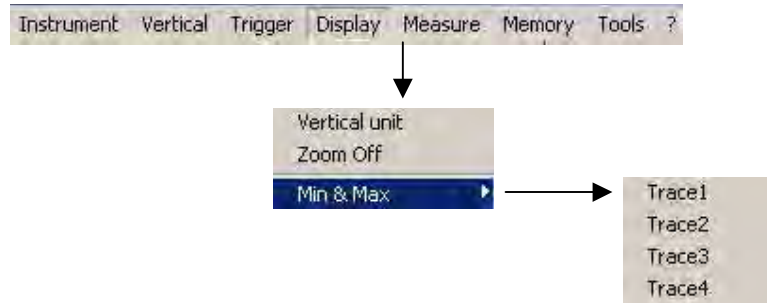 Instrument Vertical Trigger Display Measure Memory Tools ?
Vertical unit
Zoom Off
Min & Max
Trace1
Trace2
Trace3
Trace4